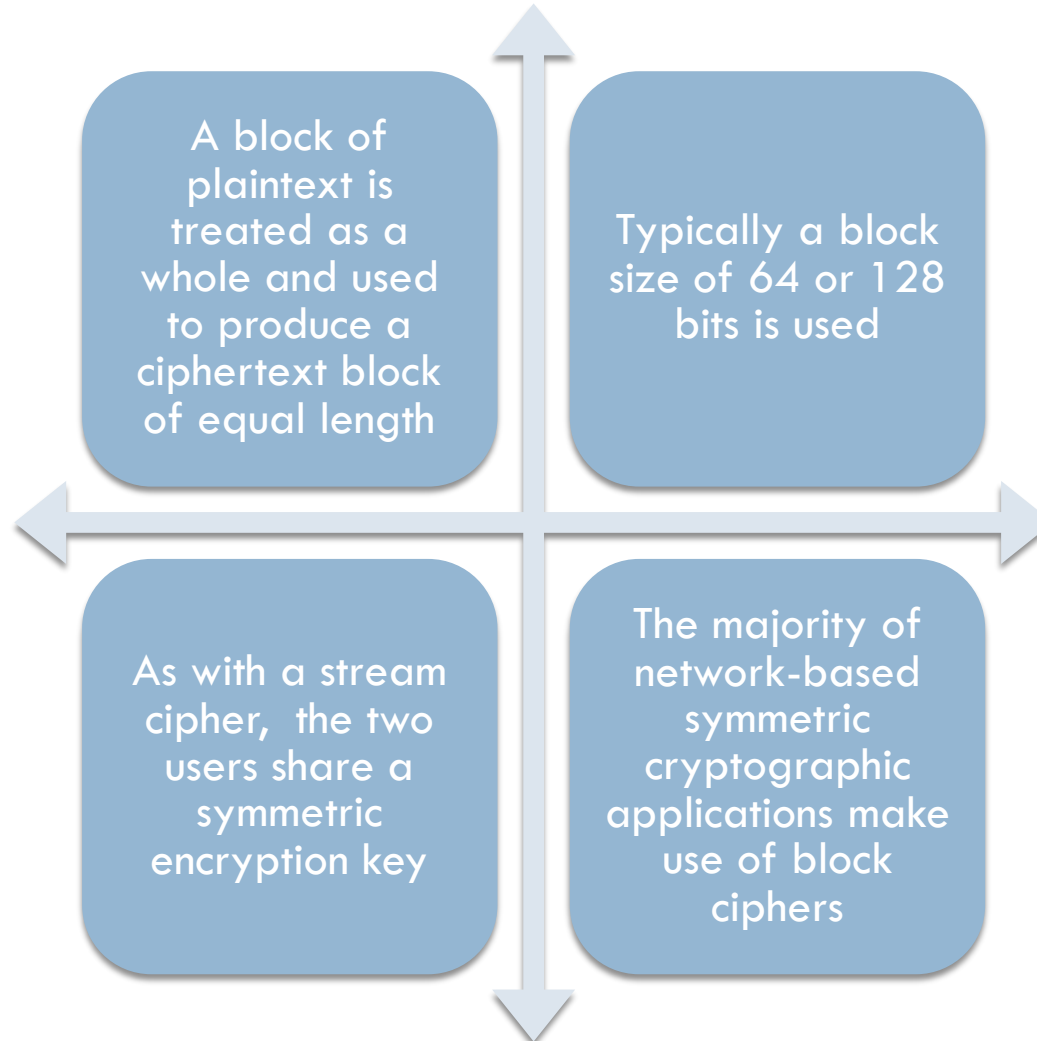 A block of
plaintext is
treated as a
whole and used
to produce a
ciphertext block
of equal length
Typically a block
size of 64 or 128
bits is used
As with a stream
cipher,  the two
users share a
symmetric
encryption key
The majority of
network-based
symmetric
cryptographic
applications make
use of block
ciphers